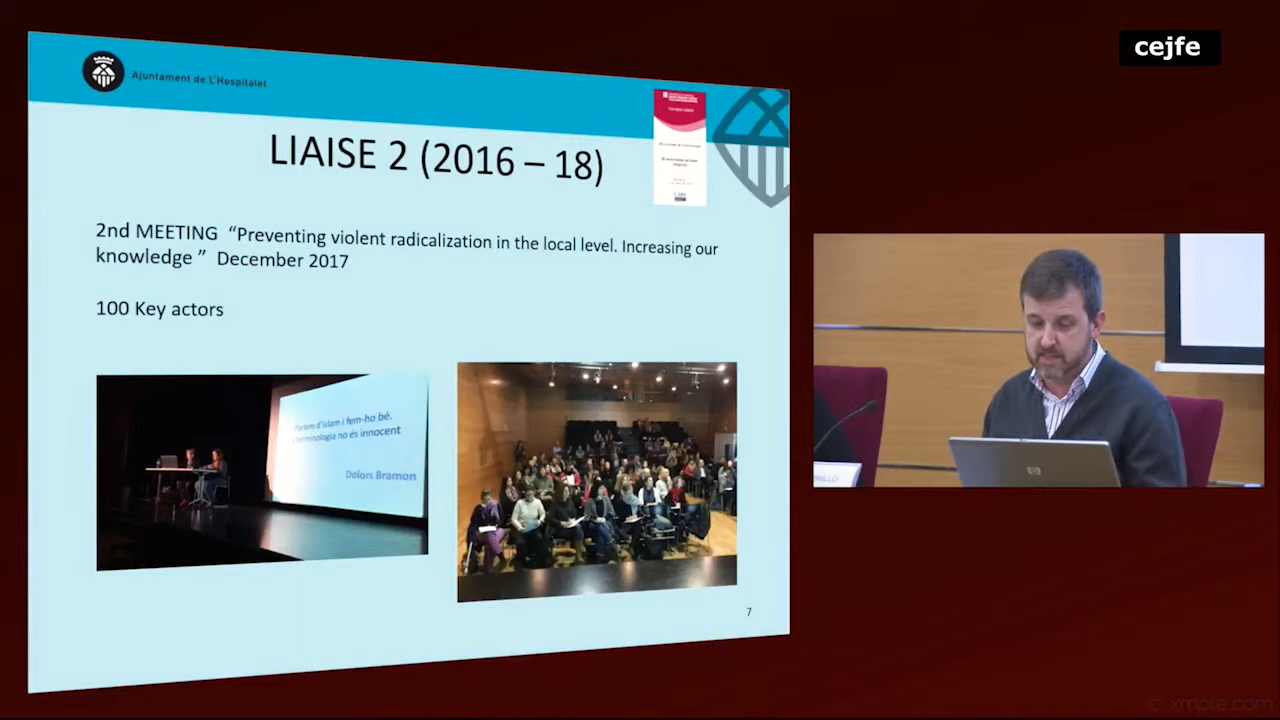 cejfe
Ajuntament de L'Hospitalet
LIAISE 2 (2016 – 18)
2nd MEETING “Preventing violent radicalization in the local level. Increasing our
knowledge ” December 2017
100 Key actors
Parlem d'islam i fem-ho bé.
terminologia no és innocent
Dolors Bramon
hp
7